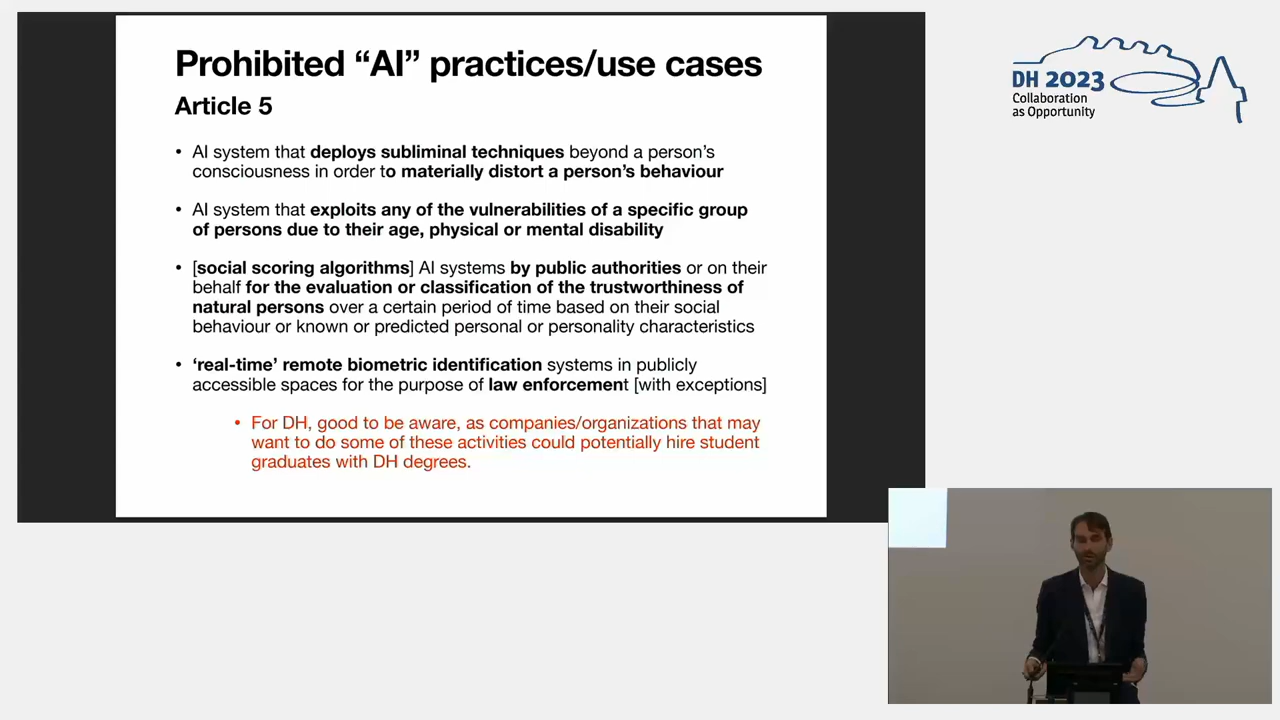 Prohibited “AI” practices/use cases
Article 5
• AI system that deploys subliminal techniques beyond a person’s
consciousness in order to materially distort a person’s behaviour
• AI system that exploits any of the vulnerabilities of a specific group
of persons due to their age, physical or mental disability
• [social scoring algorithms] AI systems by public authorities or on their
behalf for the evaluation or classification of the trustworthiness of
natural persons over a certain period of time based on their social
behaviour or known or predicted personal or personality characteristics
• ‘real-time’ remote biometric identification systems in publicly
accessible spaces for the purpose of law enforcement [with exceptions]
• For DH, good to be aware, as companies/organizations that may
want to do some of these activities could potentially hire student
graduates with DH degrees.
DH 2023
Collaboration
as Opportunity